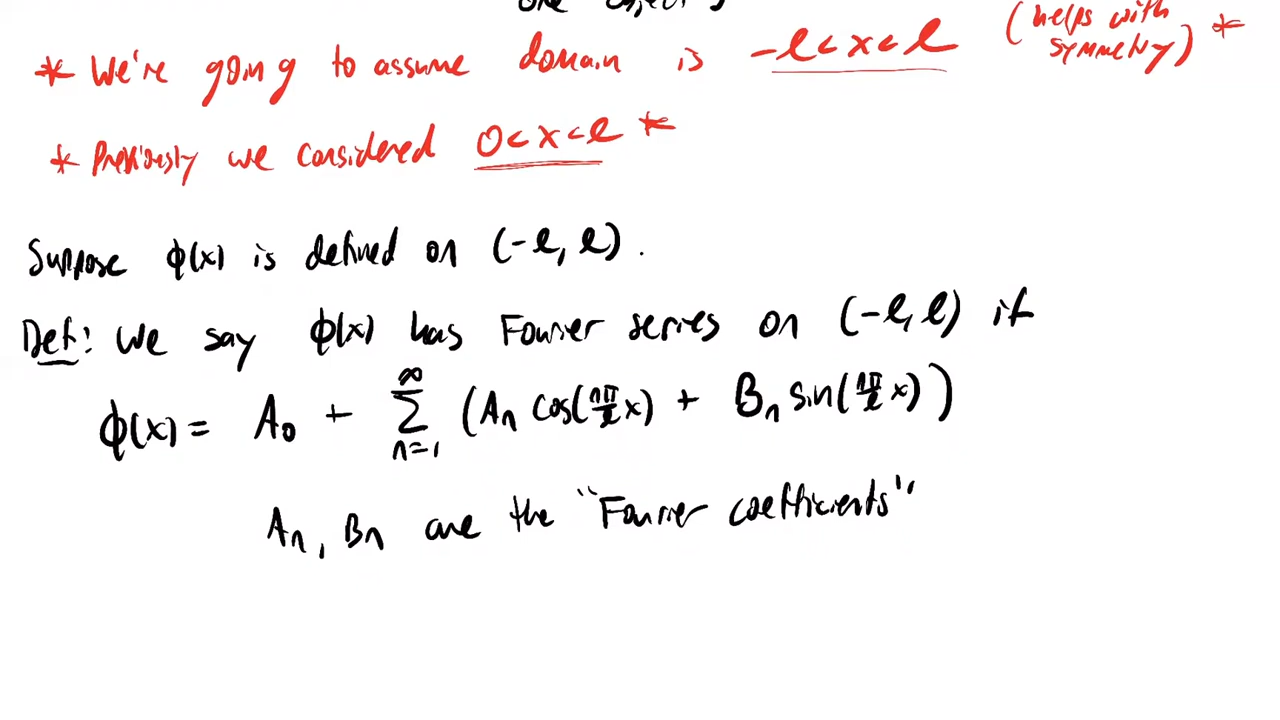 * We're going to assume domain is -ℓ<x<ℓ (helps with symmetry) *
* Previously we considered 0<x<ℓ *
Suppose ϕ(x) is defined on (-ℓ, ℓ).
Def: We say ϕ(x) has Fourier series on (-ℓ, ℓ) if
ϕ(x) = A₀ + ∑_{n=1}^{∞} (Aₙ cos(nπ/ℓ x) + Bₙ sin(nπ/ℓ x))
Aₙ, Bₙ are the "Fourier coefficients"